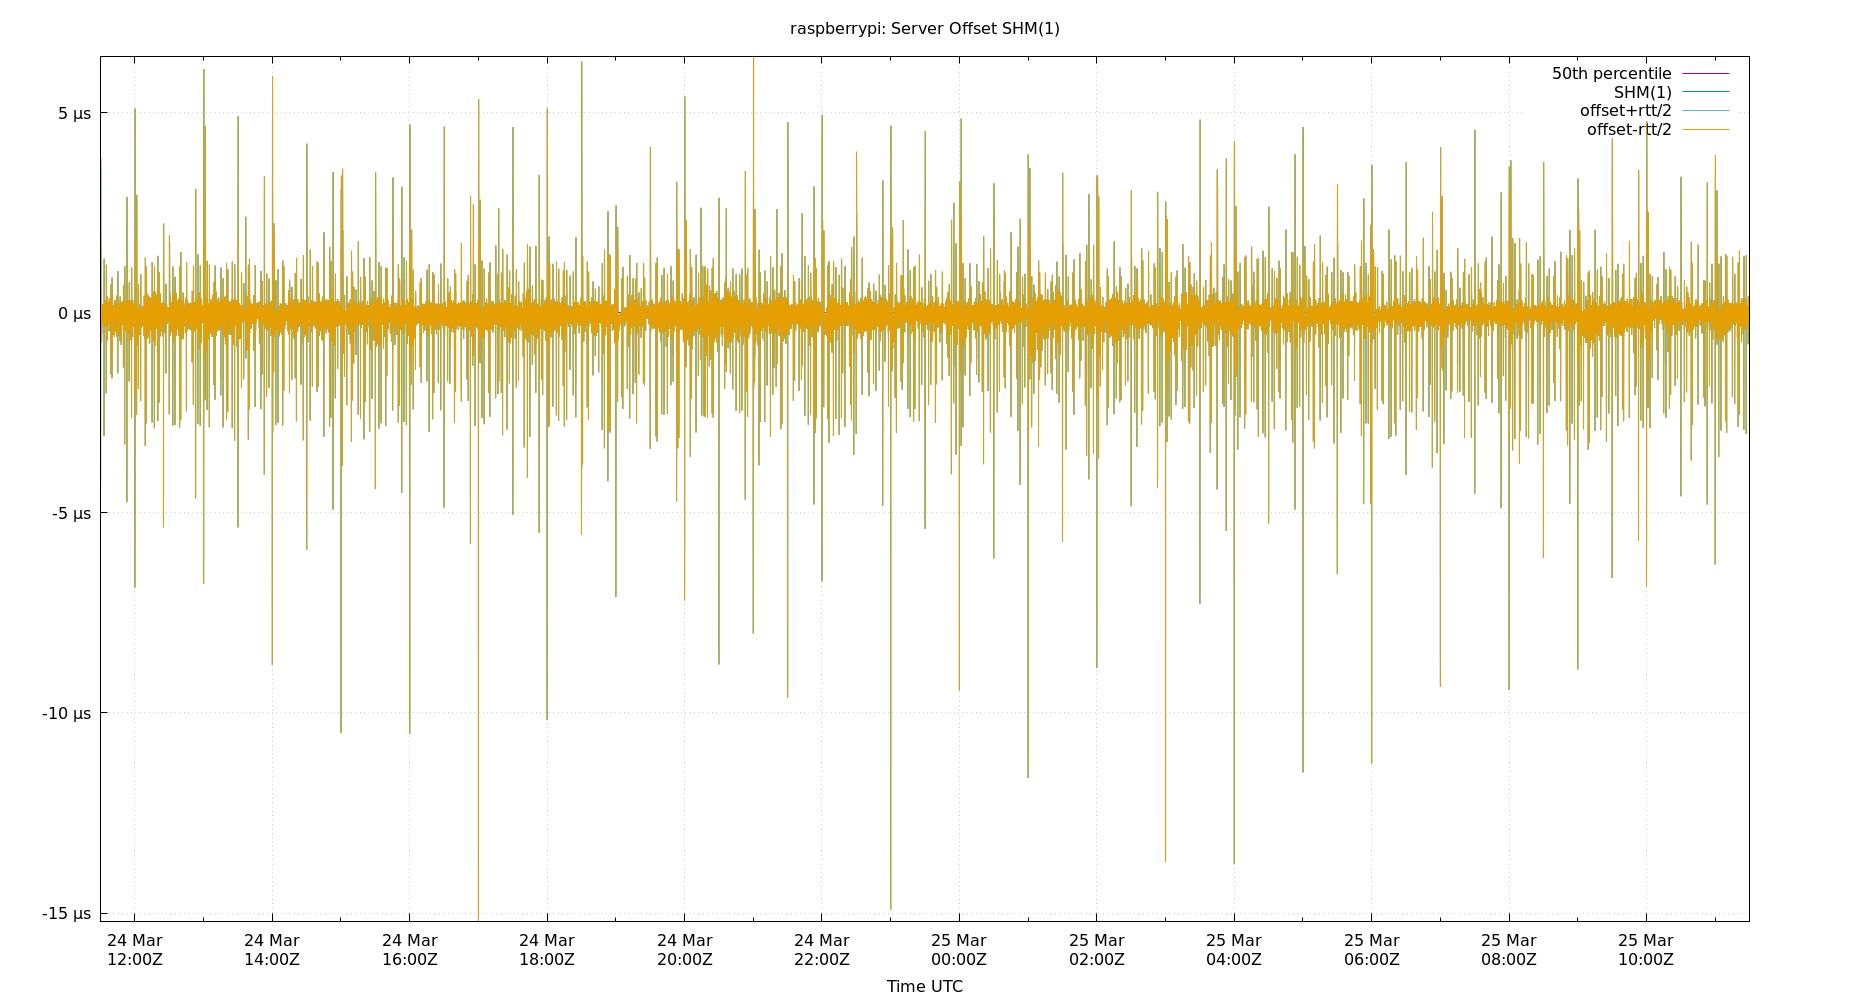 raspberrypi: Server Offset SHM(1)
50th percentile
SHM(1)
offset+rtt/2
offset-rtt/2
5 µs
0 µs
-5 µs
-10 µs
-15 µs
24 Mar 24 Mar 24 Mar 24 Mar 24 Mar 24 Mar 25 Mar 25 Mar 25 Mar 25 Mar 25 Mar 25 Mar
12:00Z 14:00Z 16:00Z 18:00Z 20:00Z 22:00Z 00:00Z 02:00Z 04:00Z 06:00Z 08:00Z 10:00Z
Time UTC